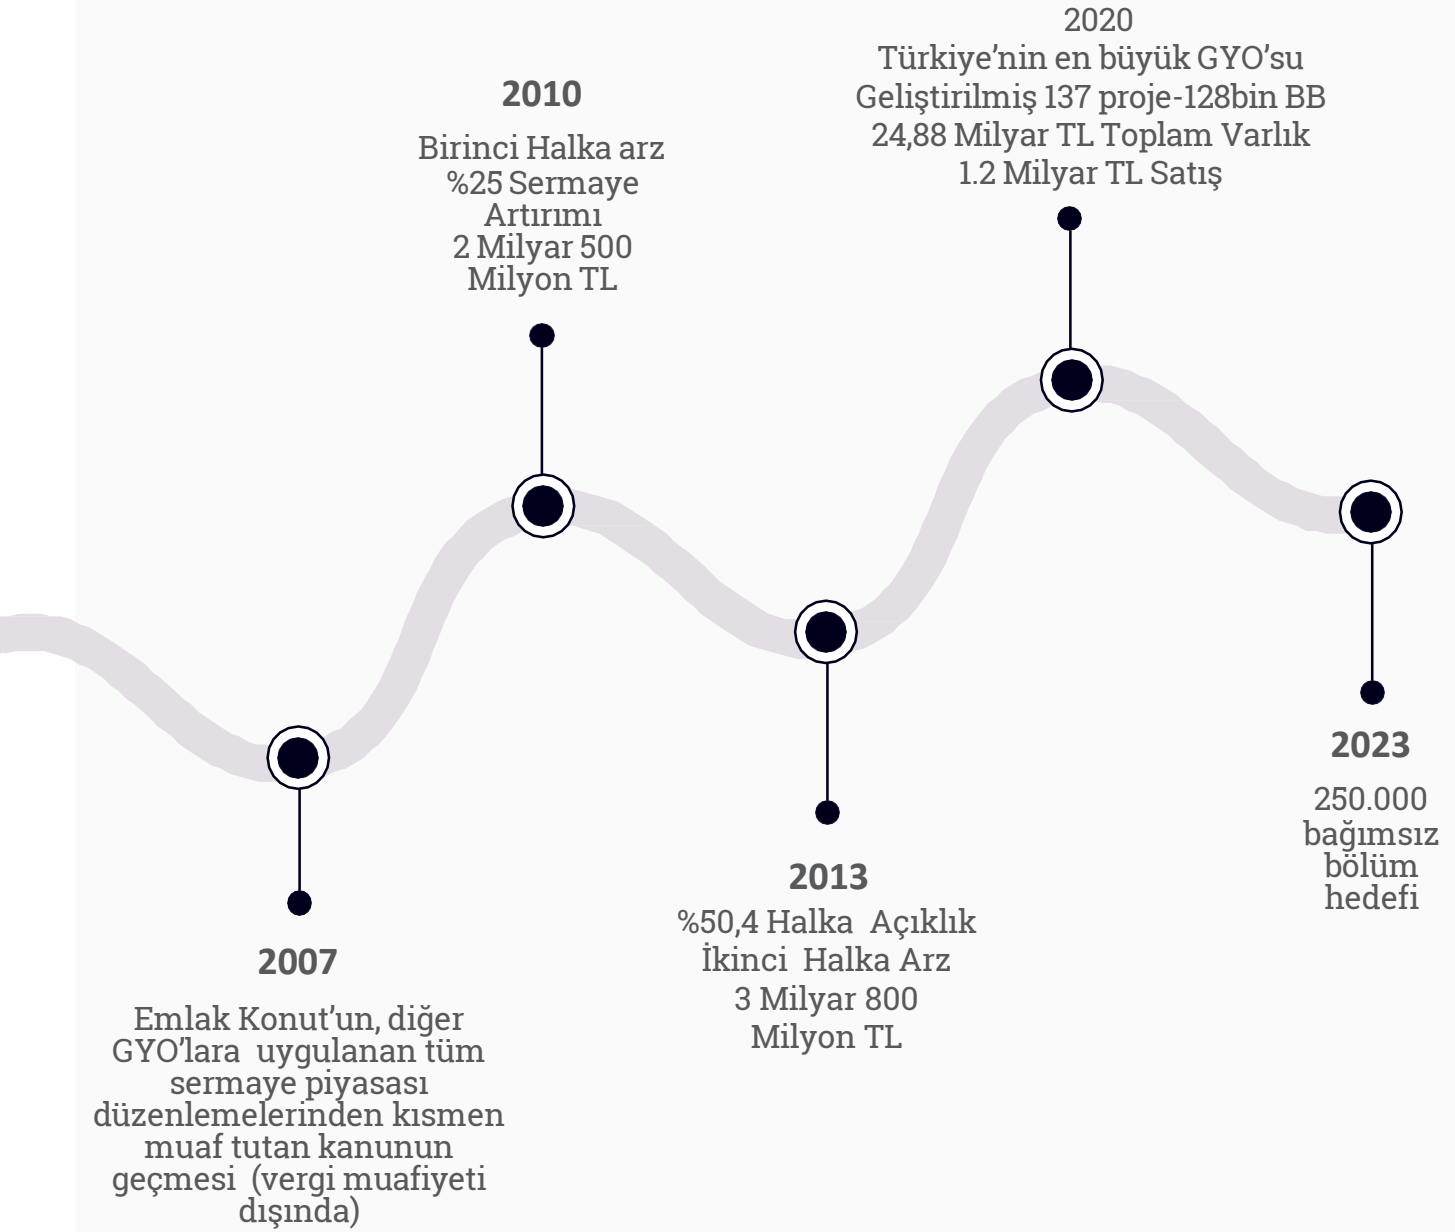 2007
Emlak Konut’un, diğer
GYO’lara  uygulanan tüm
sermaye piyasası
düzenlemelerinden kısmen
muaf tutan kanunun
geçmesi  (vergi muafiyeti
dışında)
2010
Birinci Halka arz
%25 Sermaye
Artırımı
2 Milyar 500
Milyon TL
2013
%50,4 Halka  Açıklık
İkinci  Halka Arz
3 Milyar 800
Milyon TL
2020
Türkiye’nin en büyük GYO’su
Geliştirilmiş 137 proje-128bin BB
24,88 Milyar TL Toplam Varlık
1.2 Milyar TL Satış
2023
250.000
bağımsız
bölüm
hedefi